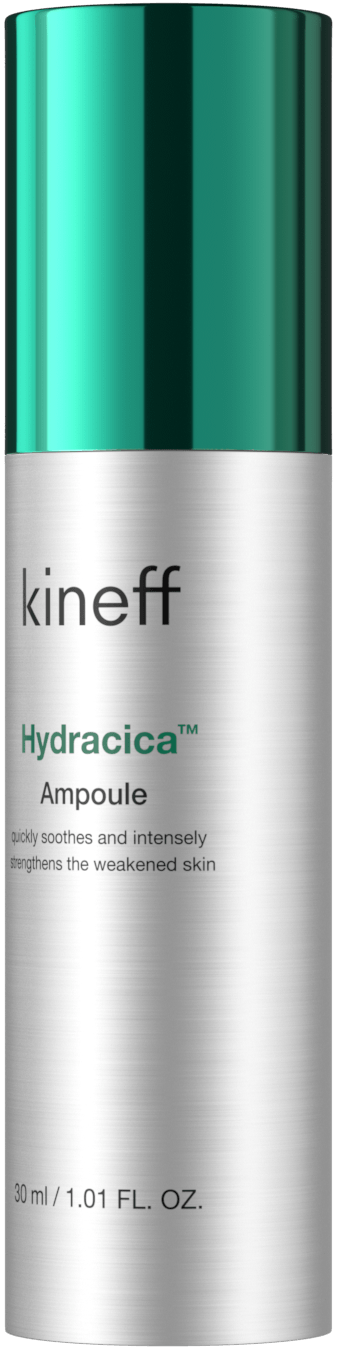 kineff
Hydracica™
Ampoule
quickly soothes and intensely
strengthens the weakened skin
30 ml / 1.01 FL. OZ.